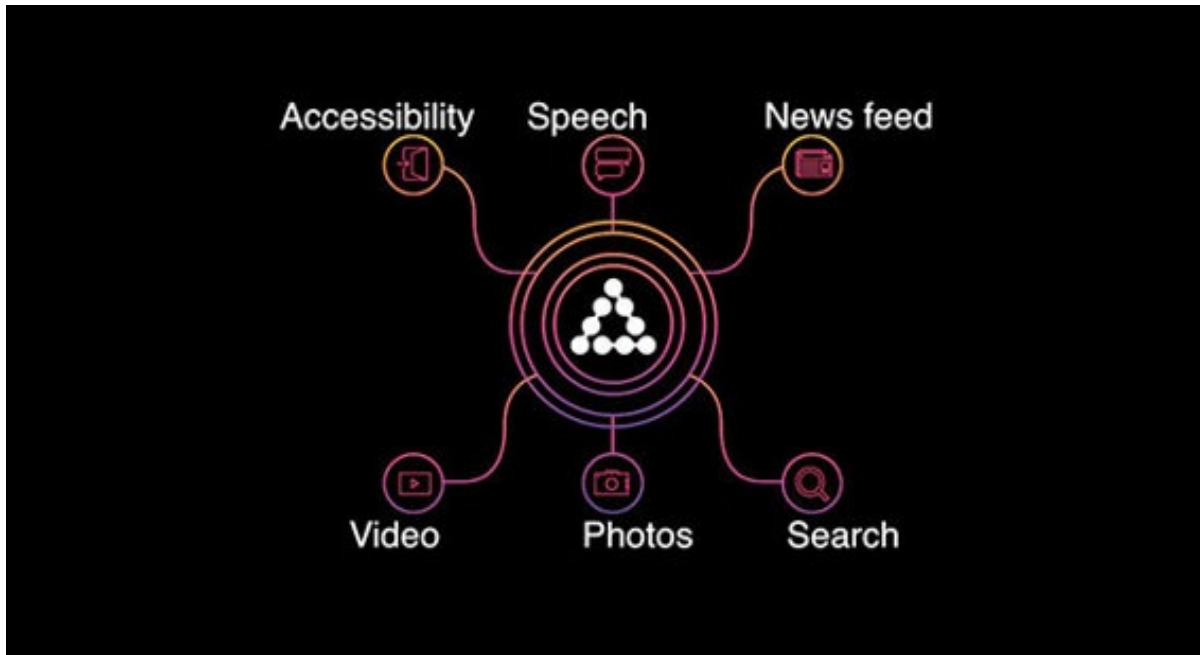 Accessibility
Speech
News feed
Video
Photos
Search